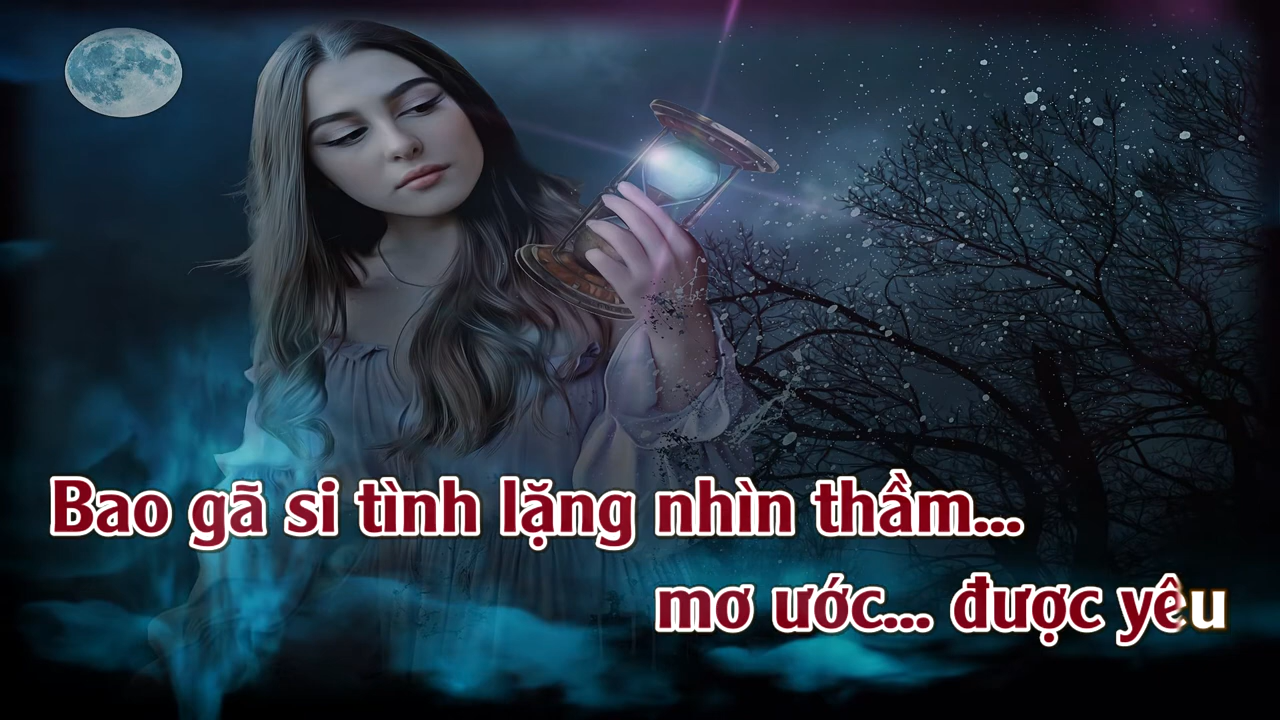 Bao gã si tình lặng nhìn thầm...
mơ ước... được yêu